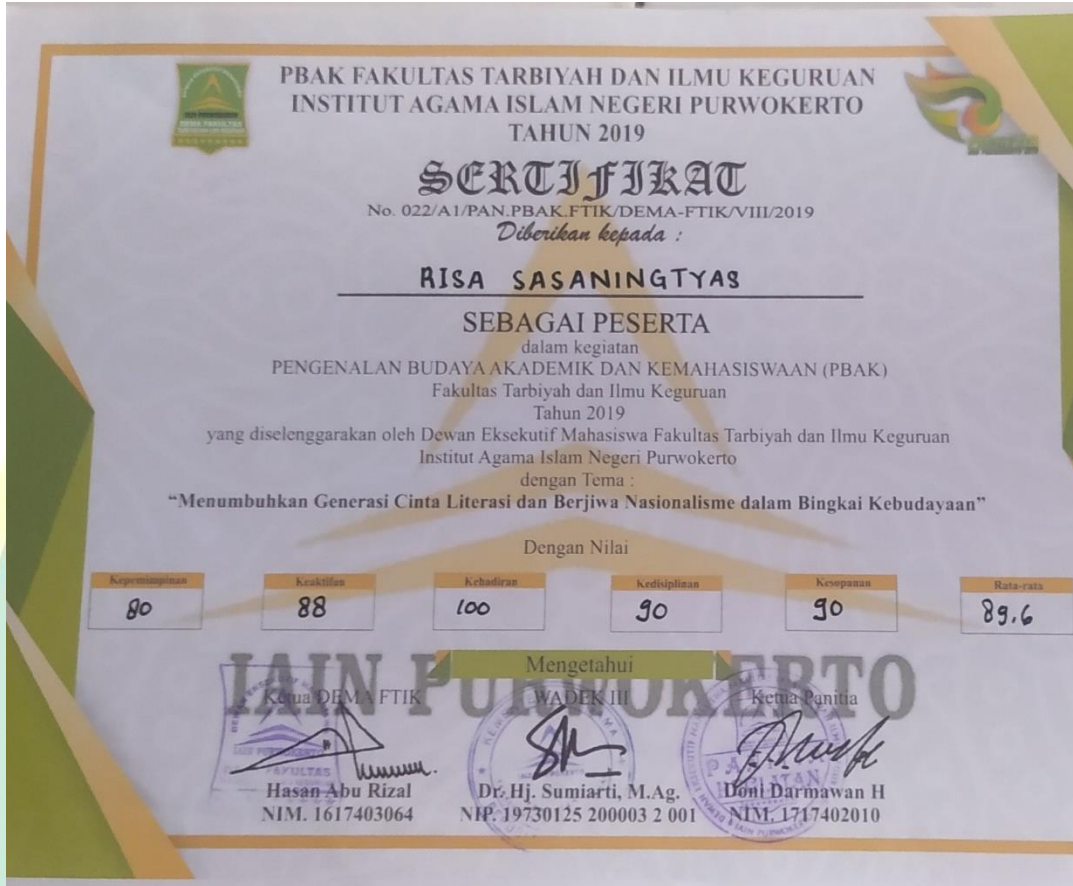 PBAK FAKULTAS TARBIYAH DAN ILMU KEGURUAN
INSTITUT AGAMA ISLAM NEGERI PURWOKERTO
TAHUN 2019
SERTIFIKAT
No. 022/A1/PAN.PBAK.FTIK/DEMA-FTIK/VIII/2019
Diberikan kepada :
RISA SASANINGTYAS
SEBAGAI PESERTA
dalam kegiatan
PENGENALAN BUDAYA AKADEMIK DAN KEMAHASISWAAN (PBAK)
Fakultas Tarbiyah dan Ilmu Keguruan
Tahun 2019
yang diselenggarakan oleh Dewan Eksekutif Mahasiswa Fakultas Tarbiyah dan Ilmu Keguruan
Institut Agama Islam Negeri Purwokerto
dengan Tema :
“Menumbuhkan Generasi Cinta Literasi dan Berjiwa Nasionalisme dalam Bingkai Kebudayaan”
Dengan Nilai
Kepemimpinan Keaktifan Kehadiran Kedisiplinan Kesopanan Rata-rata
80 88 100 90 90 89.6
IAIN PURWOKERTO
Mengetahui
Ketua DEMA FTIK WADEK III Ketua Panitia
Hasan Abu Rizal Dr. Hj. Sumiarti, M.Ag. Doni Darmawan H
NIM. 1617403064 NIP. 19730125 200003 2 001 NIM. 1717402010